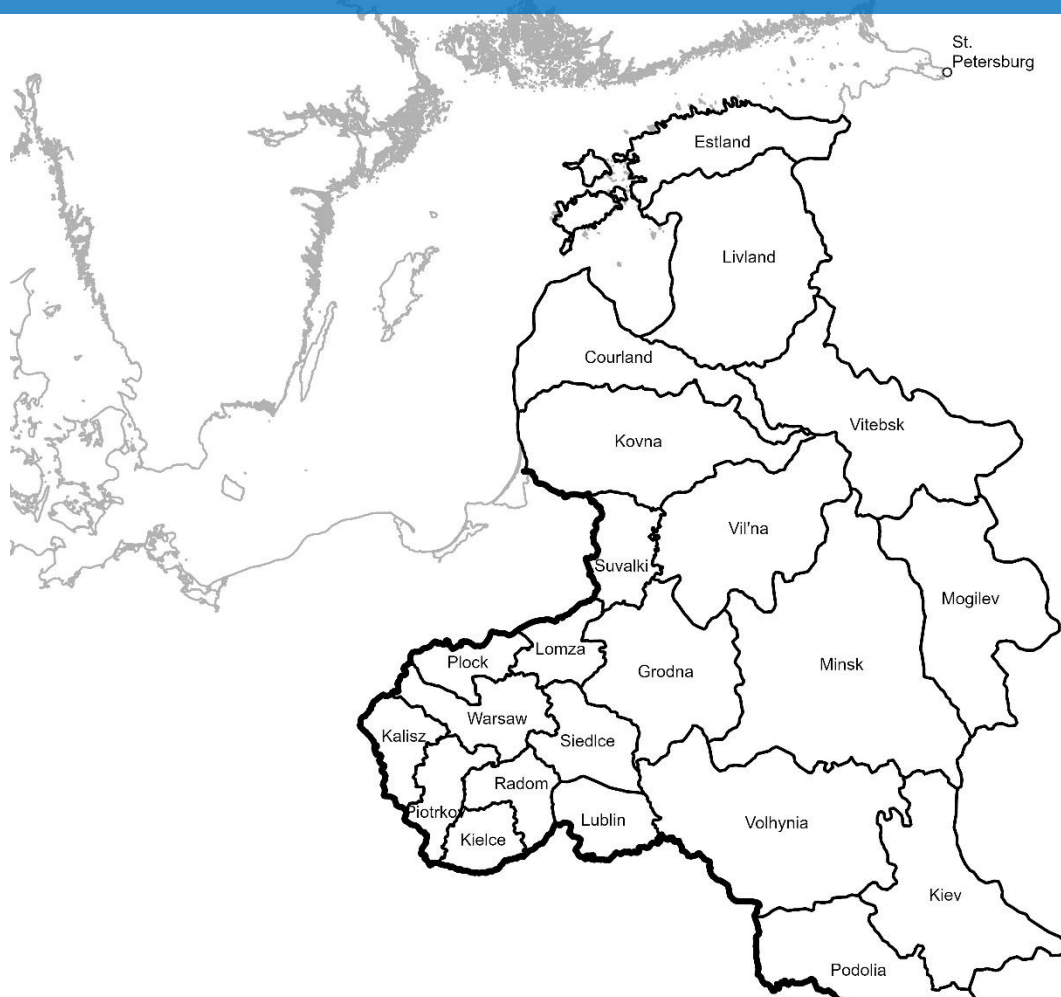 St.
Petersburg
Estland
Livland
Courland
Kovna
Vitebsk
Vil'na
Suvalki
Mogilev
Lomza
Plock
Grodna
Minsk
Warsaw
Kalisz
Siedlce
Radom
Piotrkov
Lublin
Volhynia
Kielce
Kiev
Podolia